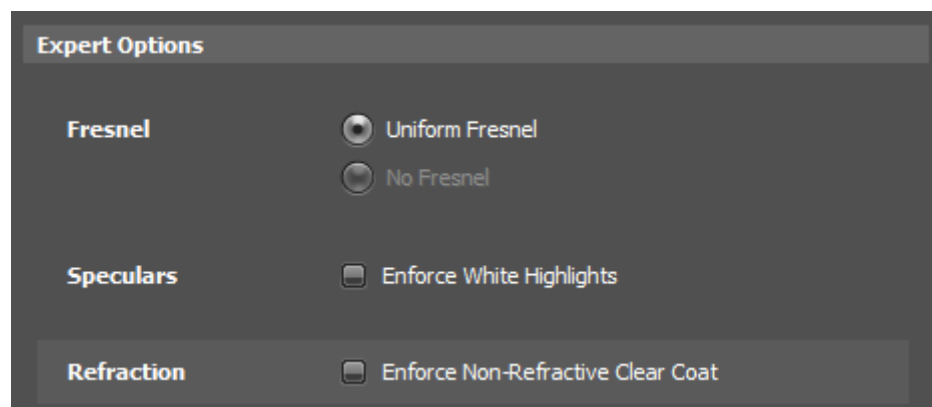 Expert Options
Fresnel Uniform Fresnel
No Fresnel
Speculars Enforce White Highlights
Refraction Enforce Non-Refractive Clear Coat